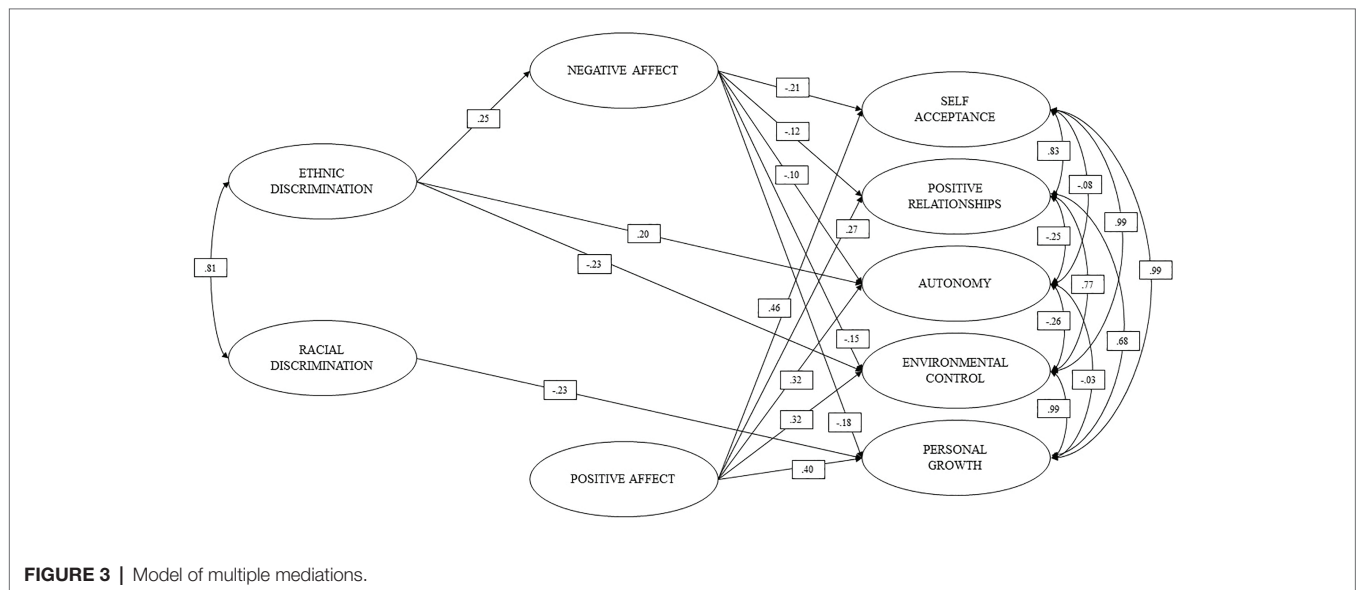 NEGATIVE AFFECT
-.21
SELF
ACCEPTANCE
.25
-.12
.83
ETHNIC
DISCRIMINATION
-.10
-.08
POSITIVE
RELATIONSHIPS
.20
.27
-.25
.99
-.23
.81
AUTONOMY
.77
.99
.46
-.26
RACIAL
DISCRIMINATION
-.15
ENVIRONMENTAL
CONTROL
.68
-.23
.32
-.03
.32
-.18
.99
PERSONAL
GROWTH
POSITIVE AFFECT
.40
FIGURE 3 | Model of multiple mediations.